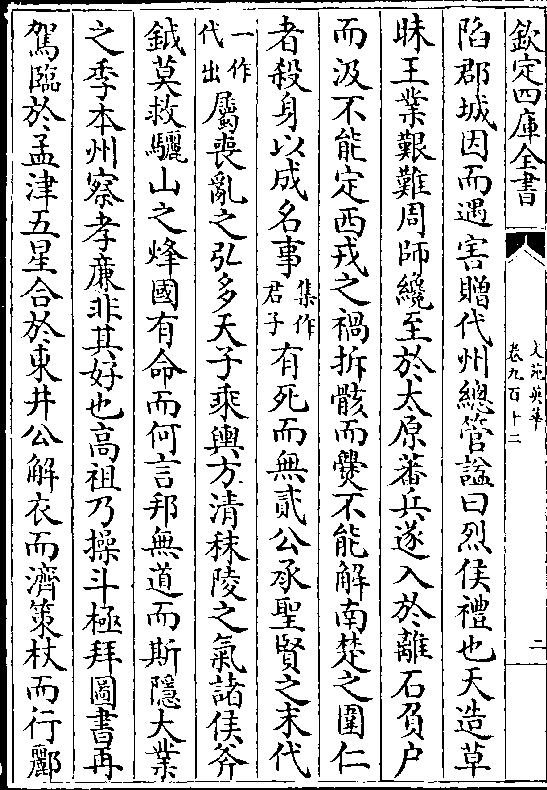 欽定四庫全書
文苑英華
卷九百十二
二
陷郡城因而遇害贈代州總管諡曰烈侯禮也天造草
昧王業艱難周師纔至於太原蕃兵遂入於離石負户
而汲不能定西戎之禍拆骸而㸑不能解南楚之圍仁
者殺身以成名事集作君子有死而無貳公承聖賢之末代
一作代出屬喪亂之弘多天子乘輿方清秣陵之氣諸侯斧
鉞莫救驪山之烽國有命而何言邦無道而斯隱大業
之季本州察孝廉非其好也高祖乃操斗極拜圖書再
駕臨於孟津五星合於東井公解衣而濟策杖而行酈